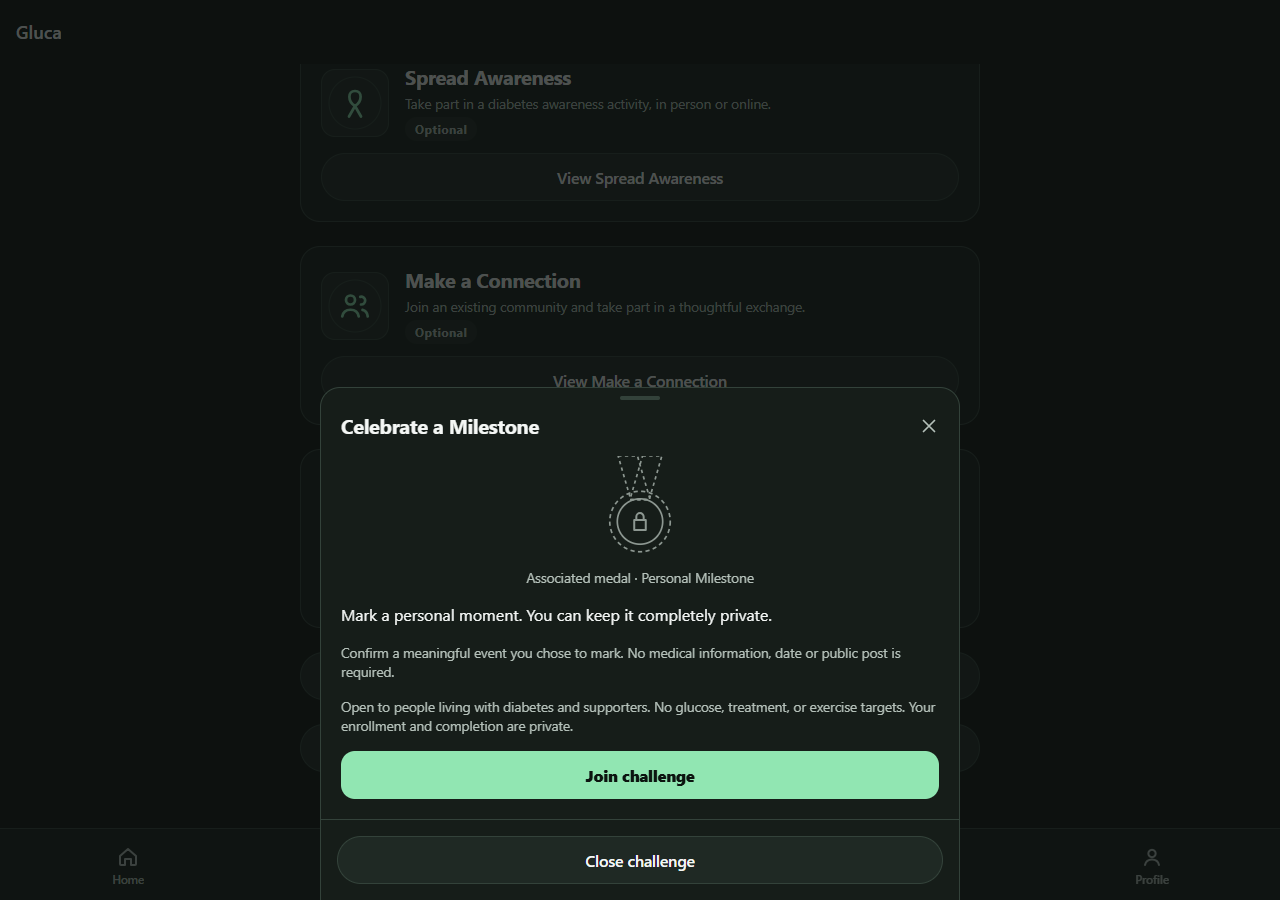 Gluca
Spread Awareness
Take part in a diabetes awareness activity, in person or online.
Optional
View Spread Awareness
Make a Connection
Join an existing community and take part in a thoughtful exchange.
Optional
View Make a Connection
Celebrate a Milestone
Associated medal · Personal Milestone
Mark a personal moment. You can keep it completely private.
Confirm a meaningful event you chose to mark. No medical information, date or public post is
required.
Open to people living with diabetes and supporters. No glucose, treatment, or exercise targets. Your
enrollment and completion are private.
Join challenge
Close challenge
Home
Profile